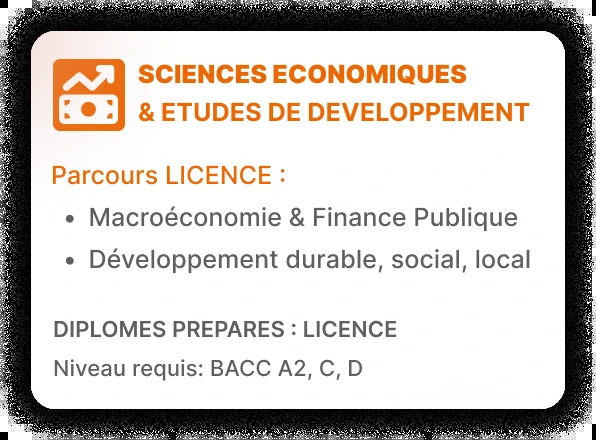 SCIENCES ECONOMIQUES
& ETUDES DE DEVELOPPEMENT
Parcours LICENCE :
• Macroéconomie & Finance Publique
• Développement durable, social, local
DIPLOMES PREPARES : LICENCE
Niveau requis: BACC A2, C, D